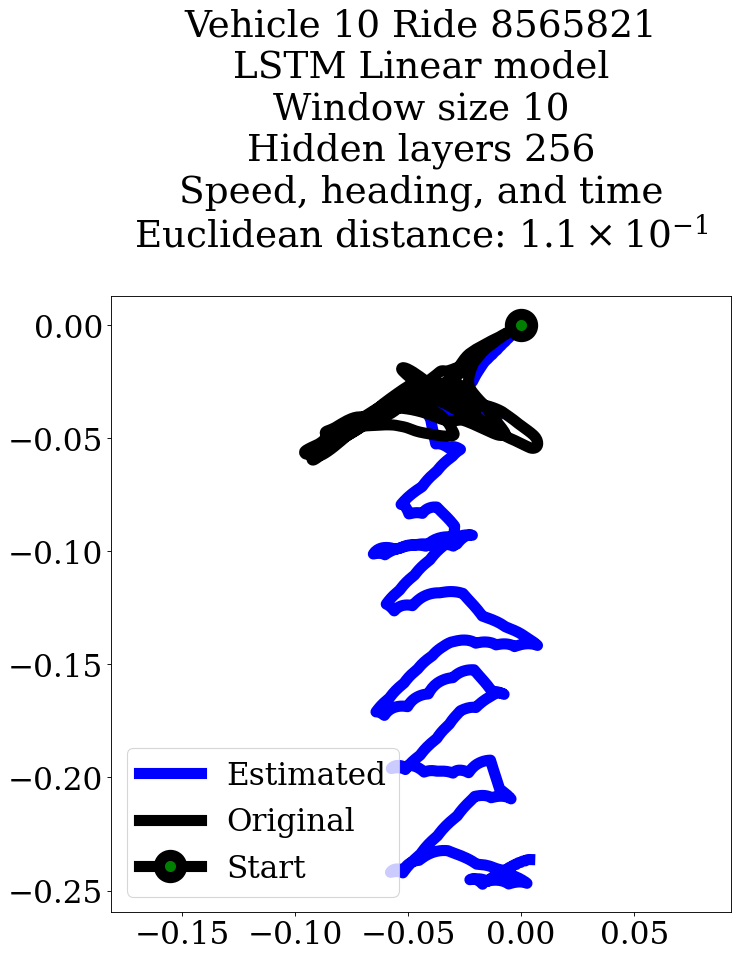 Vehicle 10 Ride 8565821
LSTM Linear model
Window size 10
Hidden layers 256
Speed, heading, and time
Euclidean distance: 1.1 × 10⁻¹
0.00
−0.05
−0.10
−0.15
−0.20
−0.25
Estimated
Original
Start
−0.15 −0.10 −0.05 0.00 0.05